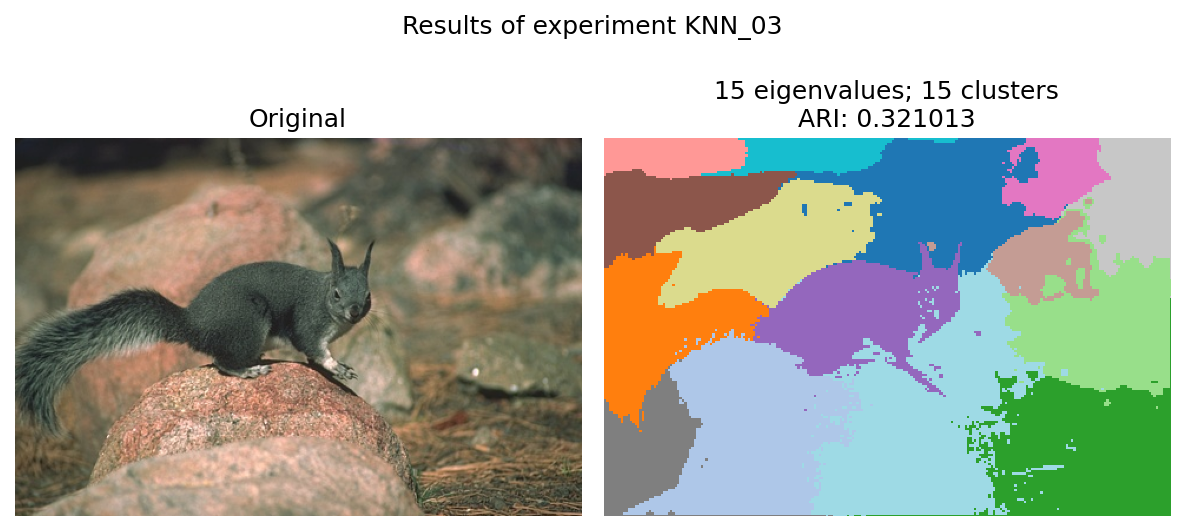 Results of experiment KNN_03
Original
15 eigenvalues; 15 clusters
ARI: 0.321013